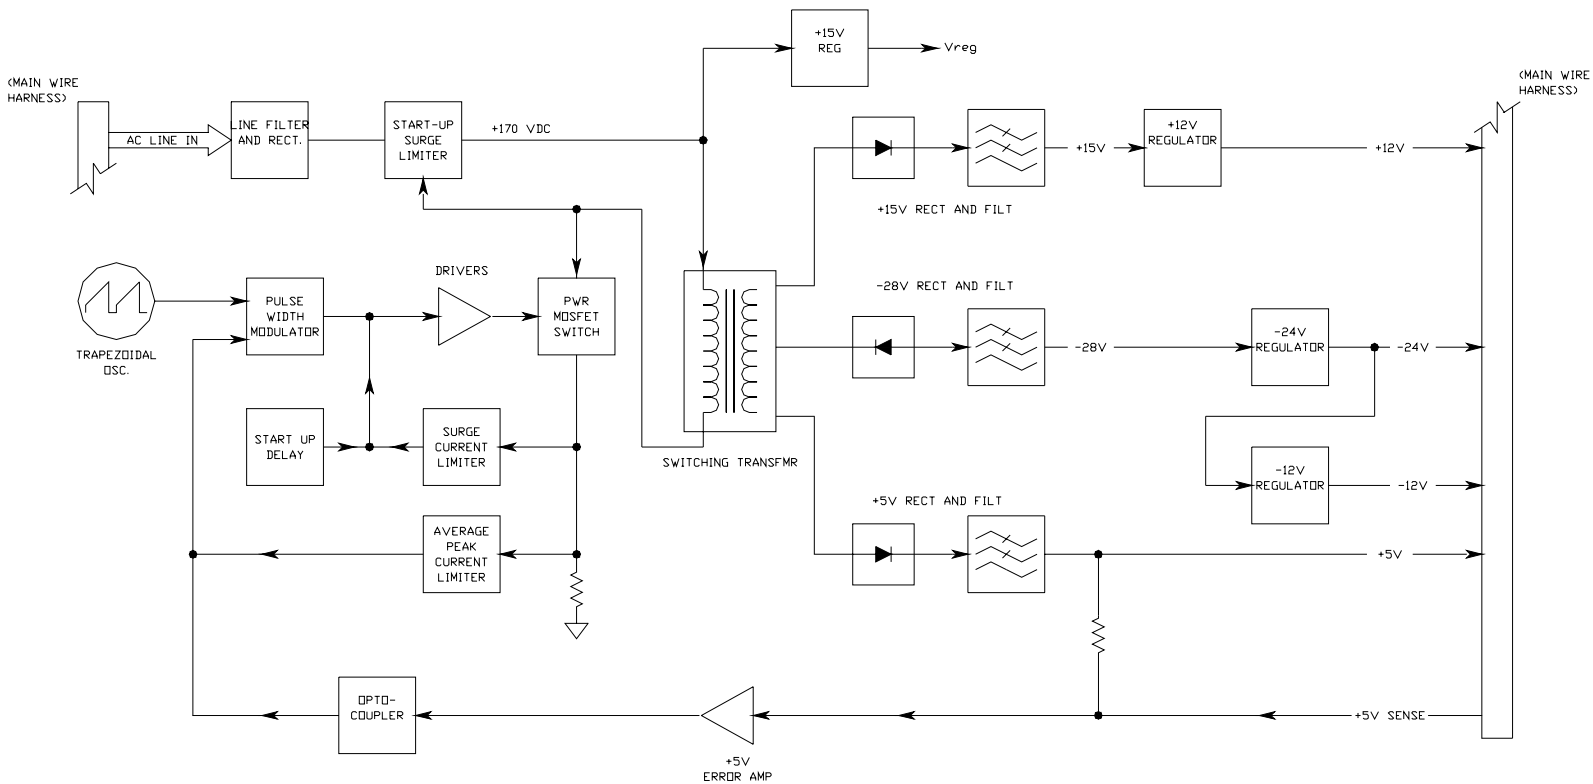 +15V
REG
Vreg
(MAIN WIRE
HARNESS)
(MAIN WIRE
HARNESS)
AC LINE IN
LINE FILTER
AND RECT.
START-UP
SURGE
LIMITER
+170 VDC
+15V
+12V
REGULATOR
+12V
+15V RECT AND FILT
DRIVERS
PULSE
WIDTH
MODULATOR
PWR
MOSFET
SWITCH
TRAPEZOIDAL
OSC.
-28V RECT AND FILT
-28V
-24V
REGULATOR
-24V
START UP
DELAY
SURGE
CURRENT
LIMITER
SWITCHING TRANSFMR
-12V
REGULATOR
-12V
+5V RECT AND FILT
AVERAGE
PEAK
CURRENT
LIMITER
+5V
OPTO-
COUPLER
+5V SENSE
+5V
ERROR AMP